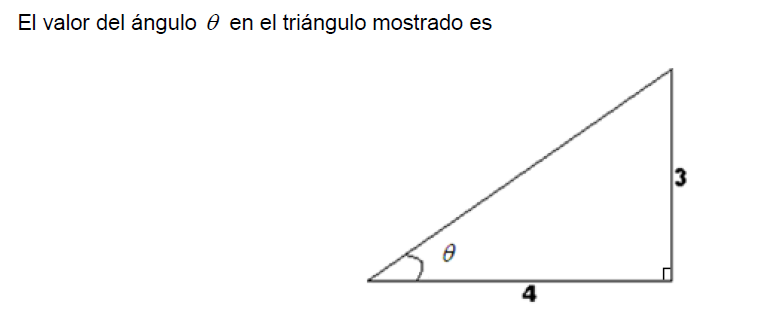 El valor del ángulo θ en el triángulo mostrado es
3
θ
4